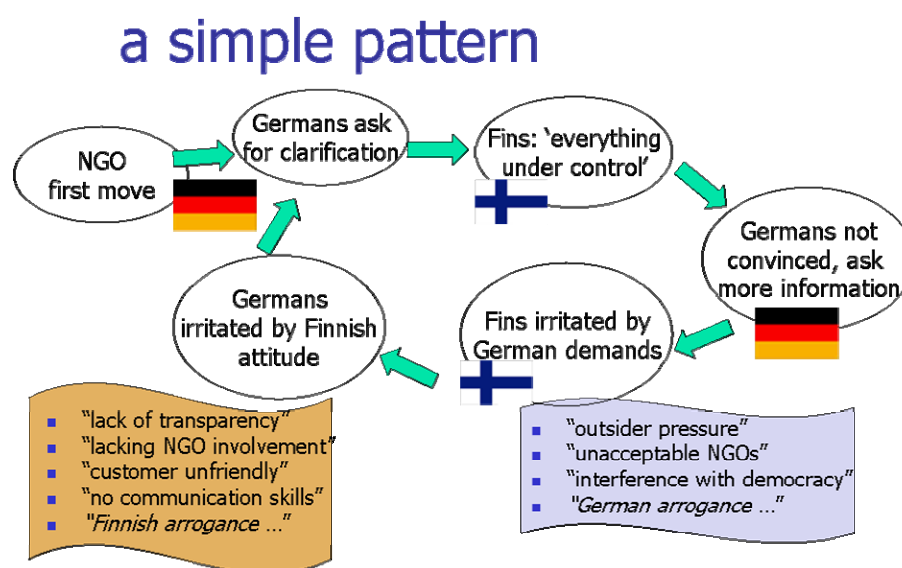 a simple pattern
NGO
first move
Germans ask
for clarification
Fins: ‘everything
under control’
Germans not
convinced, ask
more information
Fins irritated by
German demands
Germans
irritated by Finnish
attitude
“lack of transparency”
“lacking NGO involvement”
“customer unfriendly”
“no communication skills”
“Finnish arrogance ...”
“outsider pressure”
“unacceptable NGOs”
“interference with democracy”
“German arrogance ...”